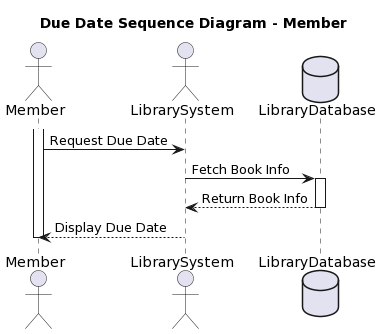 Due Date Sequence Diagram - Member
Member
LibrarySystem
LibraryDatabase
Request Due Date
Fetch Book Info
Return Book Info
Display Due Date
Member
LibrarySystem
LibraryDatabase